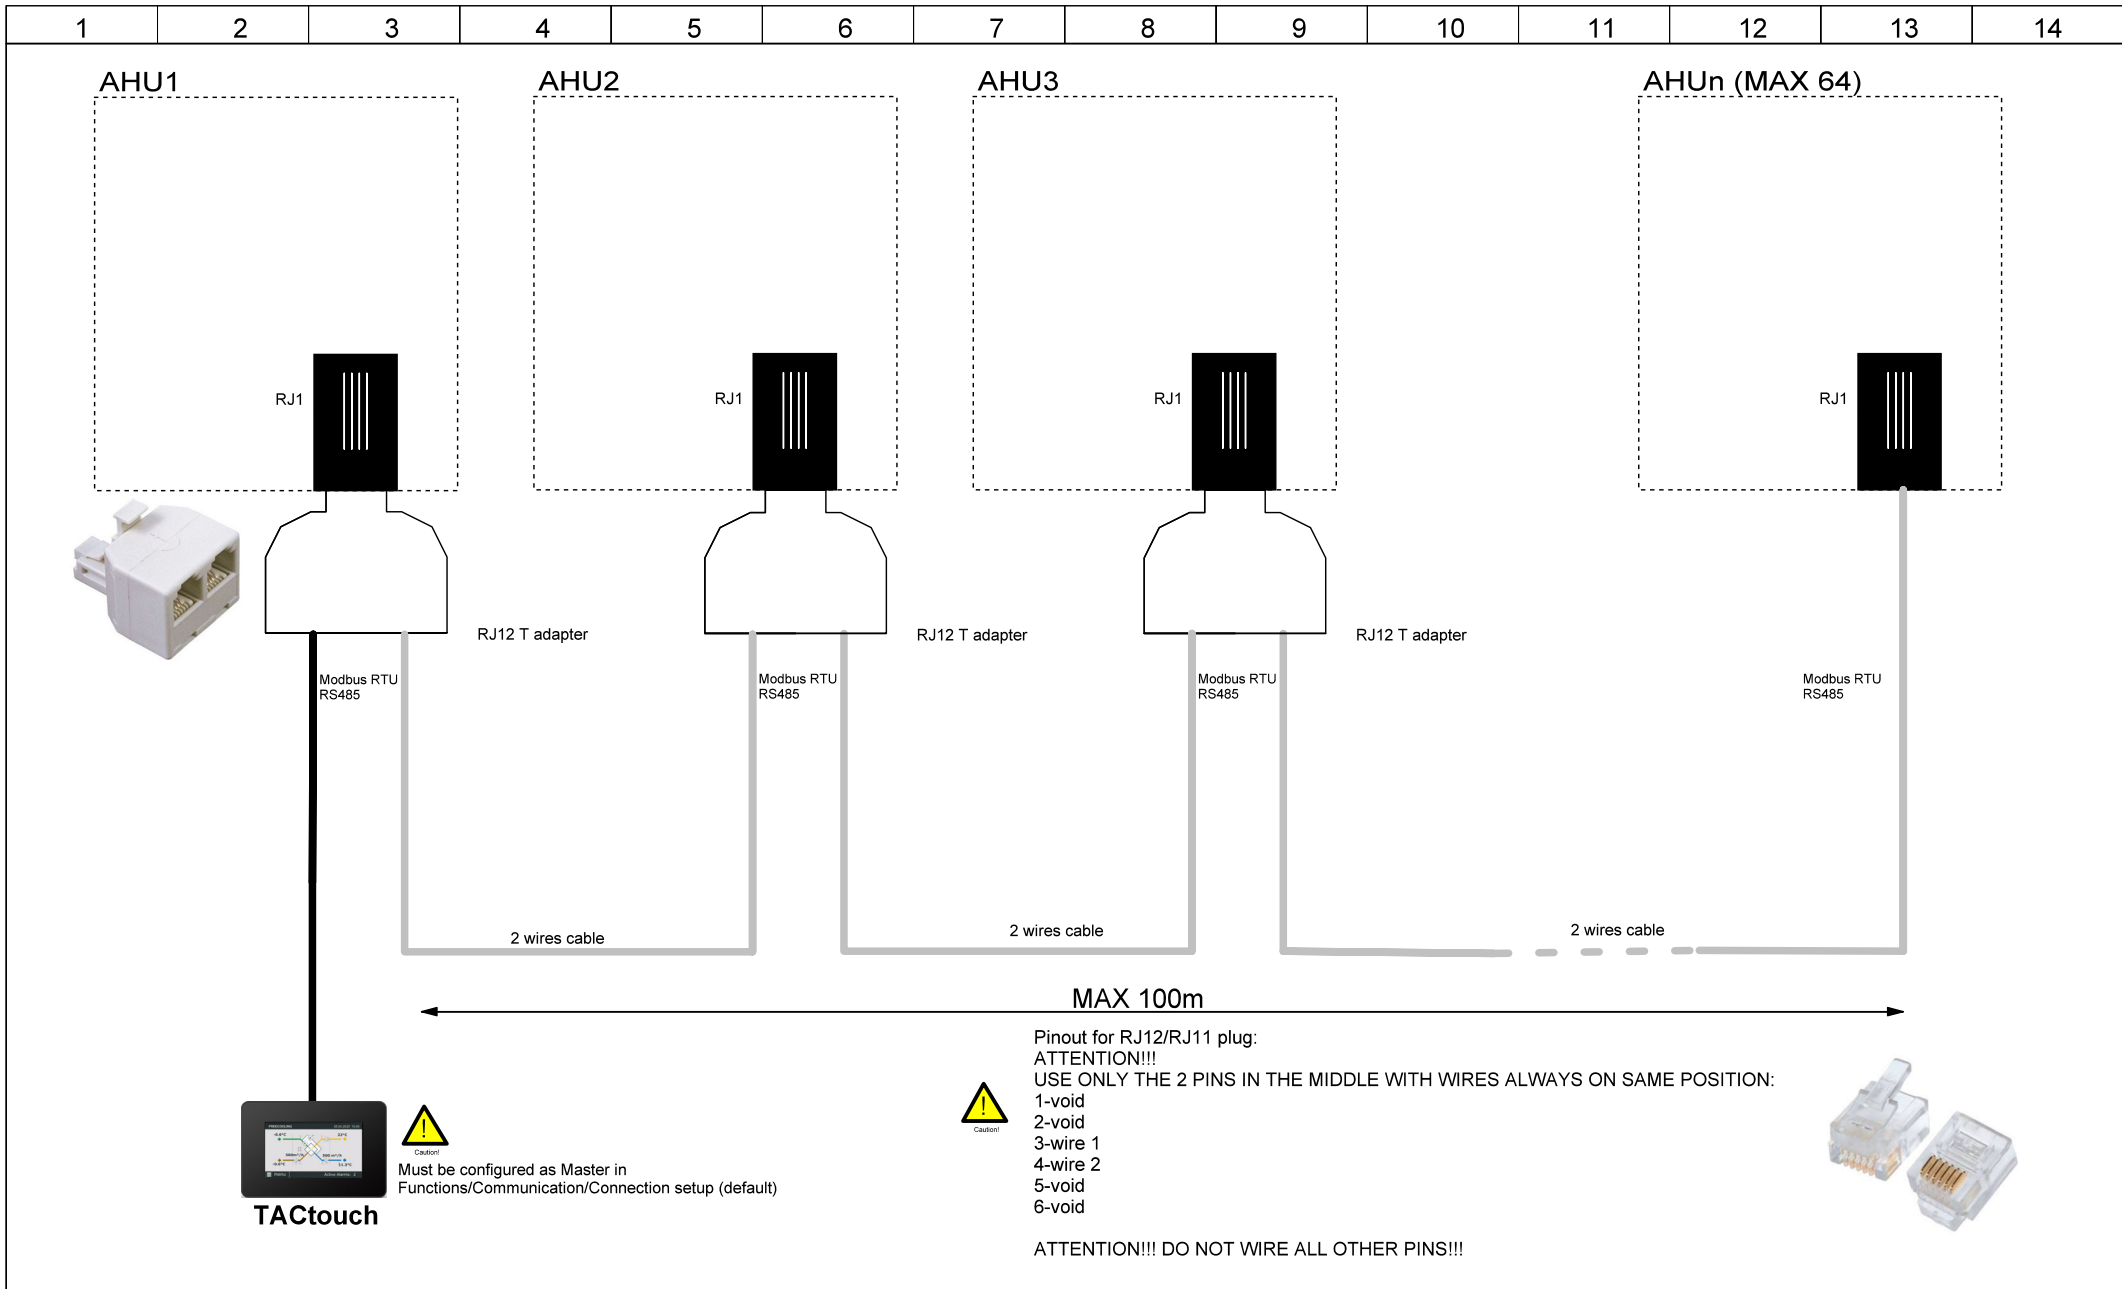 1 2 3 4 5 6 7 8 9 10 11 12 13 14
AHU1 AHU2 AHU3 AHUn (MAX 64)
RJ1 RJ1 RJ1 RJ1
RJ12 T adapter RJ12 T adapter RJ12 T adapter
Modbus RTU
RS485
Modbus RTU
RS485
Modbus RTU
RS485
Modbus RTU
RS485
2 wires cable 2 wires cable 2 wires cable
MAX 100m
Pinout for RJ12/RJ11 plug:
ATTENTION!!!
USE ONLY THE 2 PINS IN THE MIDDLE WITH WIRES ALWAYS ON SAME POSITION:
1-void
2-void
3-wire 1
4-wire 2
5-void
6-void
ATTENTION!!! DO NOT WIRE ALL OTHER PINS!!!
!
Caution!
!
Caution!
Must be configured as Master in
Functions/Communication/Connection setup (default)
TACtouch